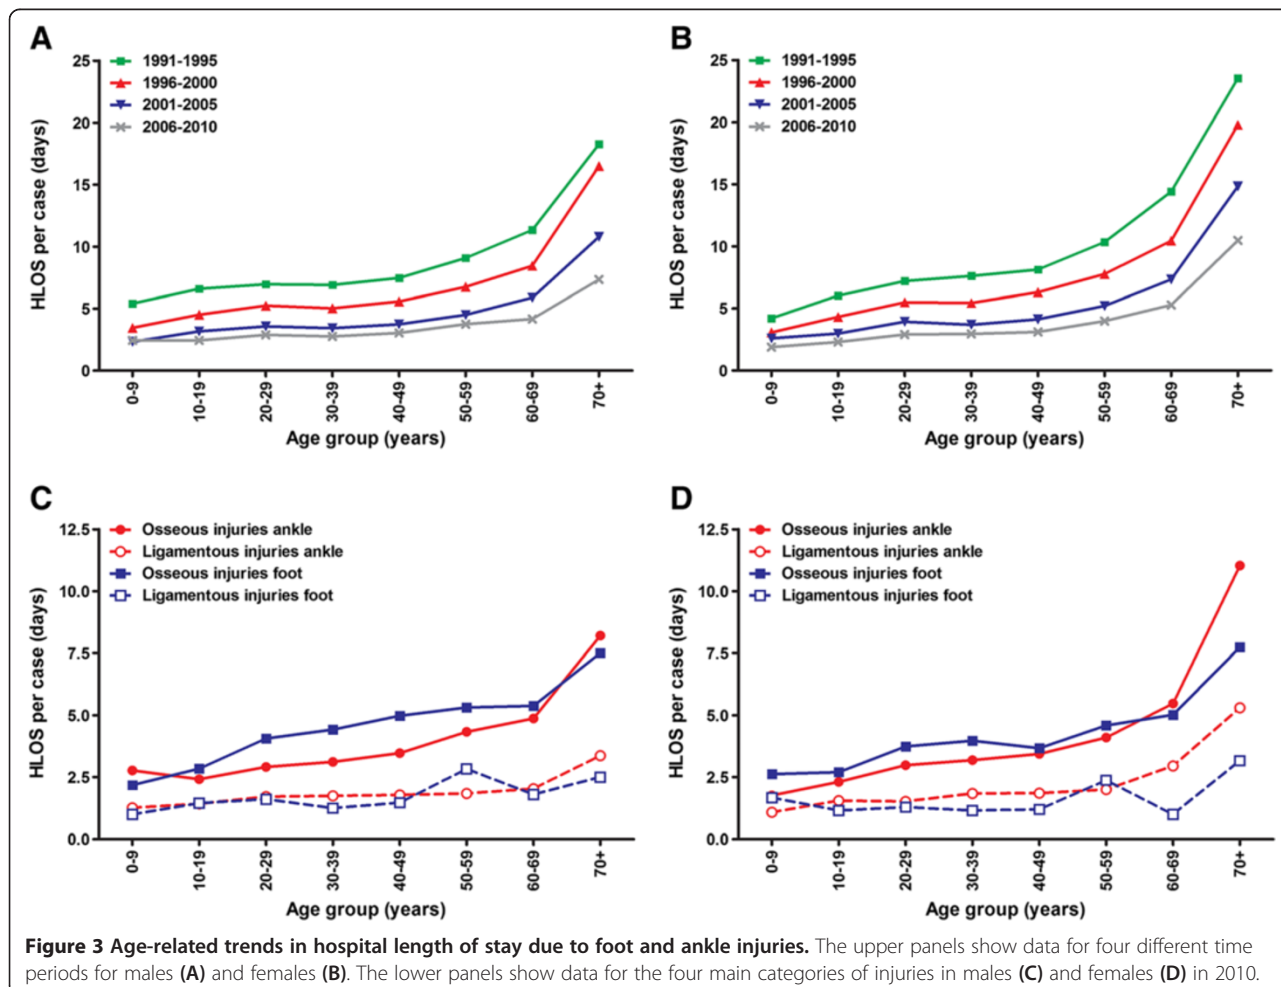 A
1991-1995
1996-2000
2001-2005
2006-2010
HLOS per case (days)
25
20
15
10
5
0
0-9
10-19
20-29
30-39
40-49
50-59
60-69
70+
Age group (years)
B
1991-1995
1996-2000
2001-2005
2006-2010
HLOS per case (days)
25
20
15
10
5
0
0-9
10-19
20-29
30-39
40-49
50-59
60-69
70+
Age group (years)
C
Osseous injuries ankle
Ligamentous injuries ankle
Osseous injuries foot
Ligamentous injuries foot
HLOS per case (days)
12.5
10.0
7.5
5.0
2.5
0.0
0-9
10-19
20-29
30-39
40-49
50-59
60-69
70+
Age group (years)
D
Osseous injuries ankle
Ligamentous injuries ankle
Osseous injuries foot
Ligamentous injuries foot
HLOS per case (days)
12.5
10.0
7.5
5.0
2.5
0.0
0-9
10-19
20-29
30-39
40-49
50-59
60-69
70+
Age group (years)
Figure 3 Age-related trends in hospital length of stay due to foot and ankle injuries. The upper panels show data for four different time
periods for males (A) and females (B). The lower panels show data for the four main categories of injuries in males (C) and females (D) in 2010.